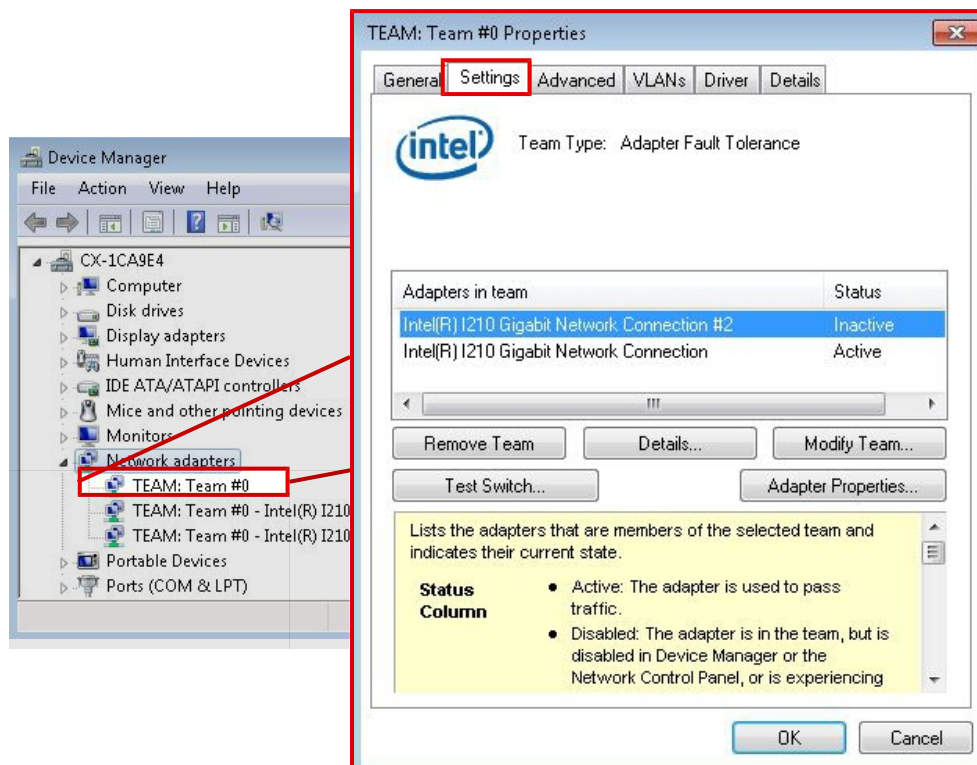 TEAM: Team #0 Properties
General Settings Advanced VLANs Driver Details
intel
Team Type: Adapter Fault Tolerance
Adapters in team Status
Intel(R) I210 Gigabit Network Connection #2 Inactive
Intel(R) I210 Gigabit Network Connection Active
Remove Team Details... Modify Team...
Test Switch... Adapter Properties...
Lists the adapters that are members of the selected team and
indicates their current state.
Status
Column
• Active: The adapter is used to pass
traffic.
• Disabled: The adapter is in the team, but is
disabled in Device Manager or the
Network Control Panel, or is experiencing
OK Cancel
Device Manager
File Action View Help
CX-1CA9E4
Computer
Disk drives
Display adapters
Human Interface Devices
IDE ATA/ATAPI controllers
Mice and other pointing devices
Monitors
Network adapters
TEAM: Team #0
TEAM: Team #0 - Intel(R) I210
TEAM: Team #0 - Intel(R) I210
Portable Devices
Ports (COM & LPT)